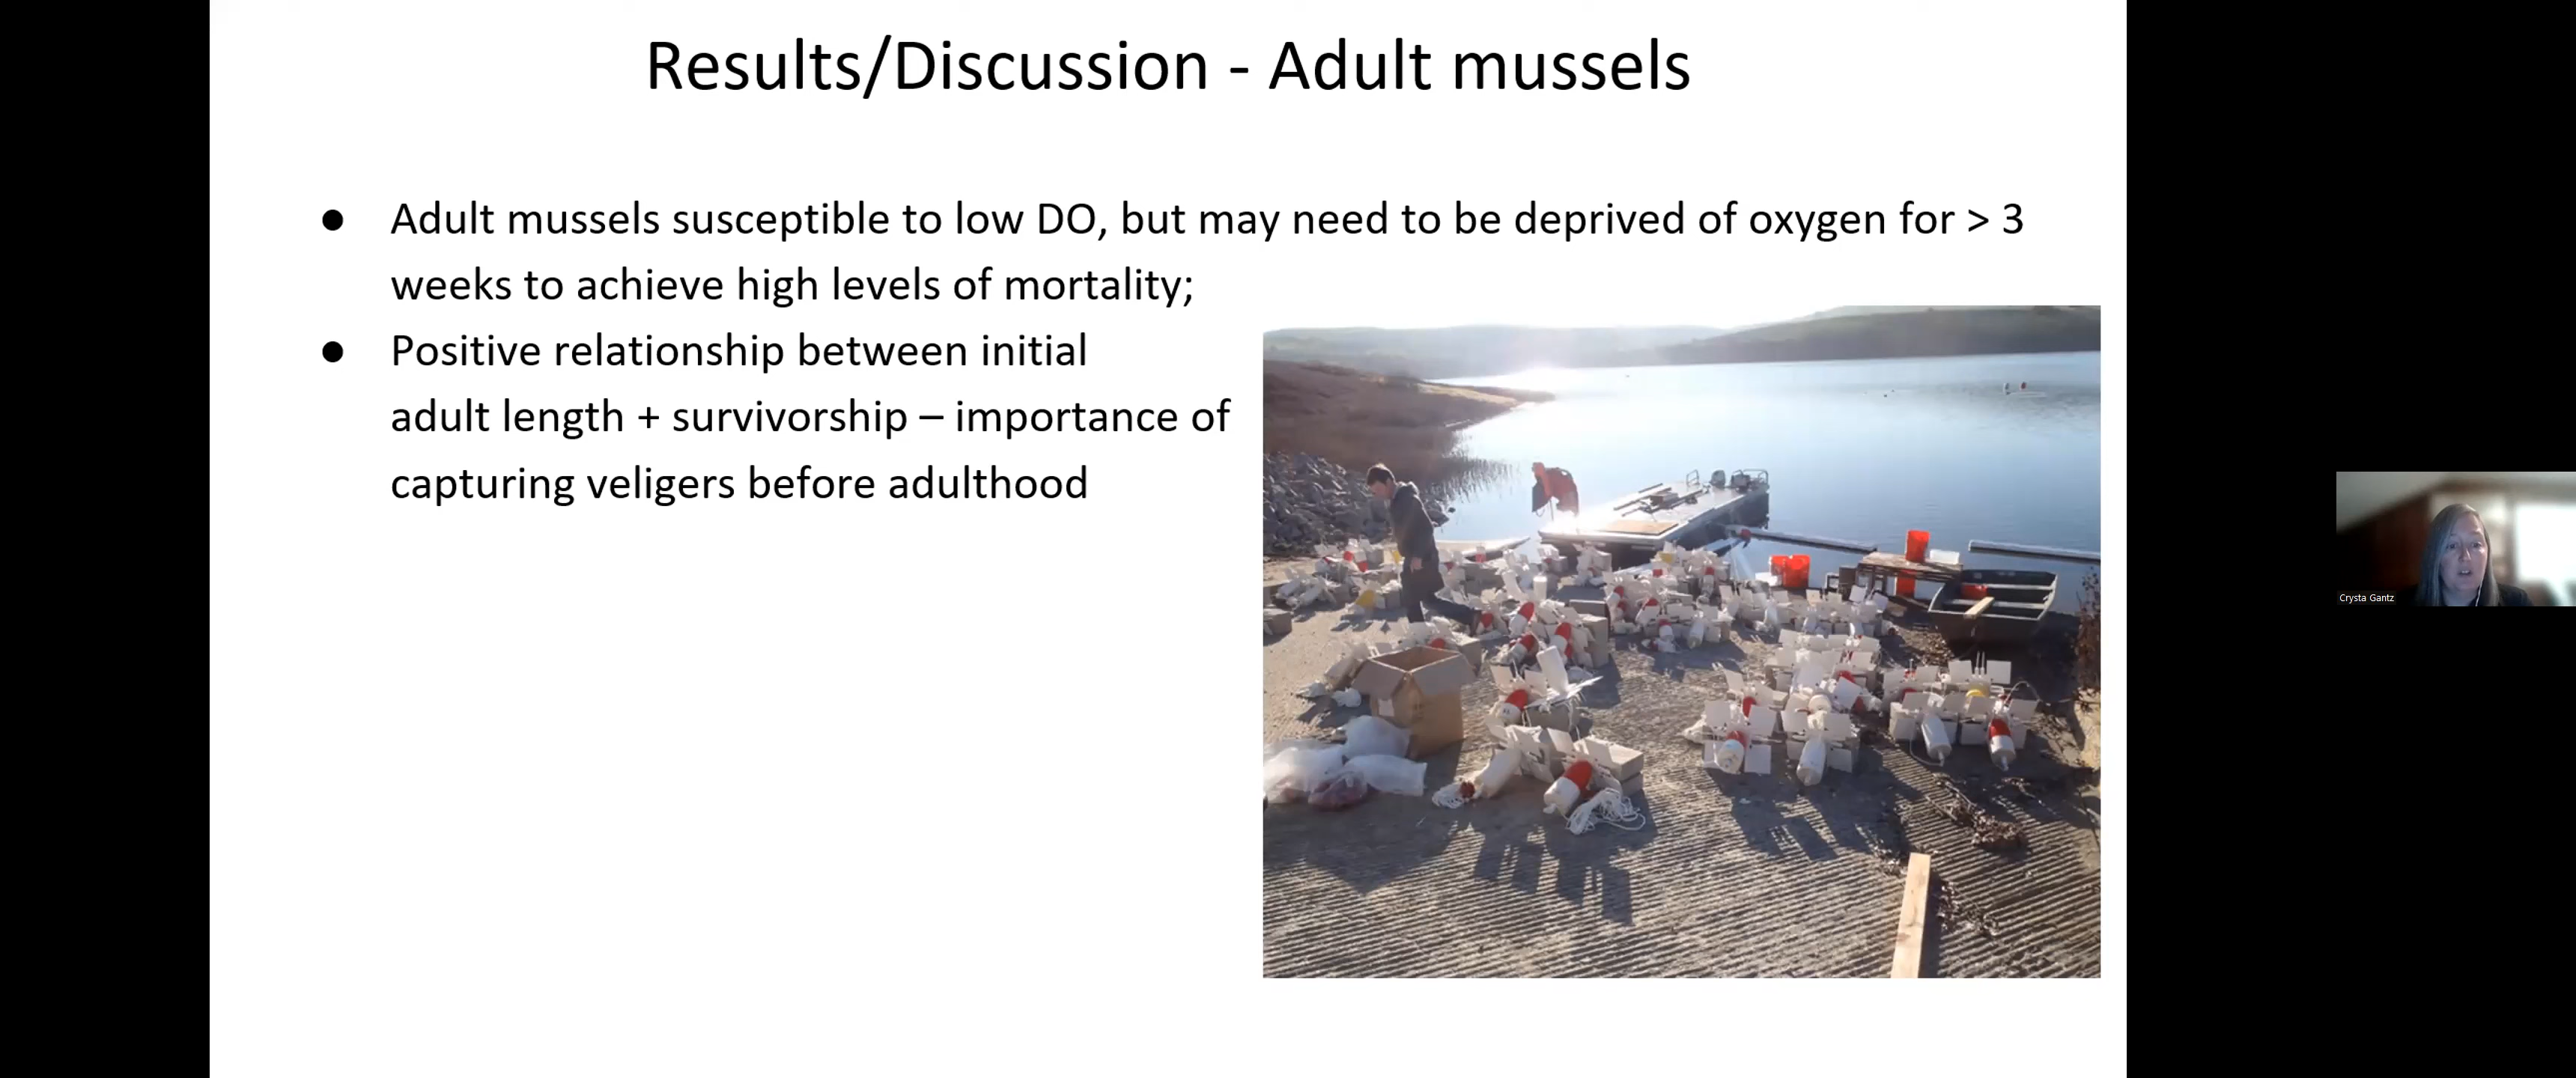 Results/Discussion - Adult mussels
● Adult mussels susceptible to low DO, but may need to be deprived of oxygen for > 3
weeks to achieve high levels of mortality;
● Positive relationship between initial
adult length + survivorship – importance of
capturing veligers before adulthood
Crysta Gantz